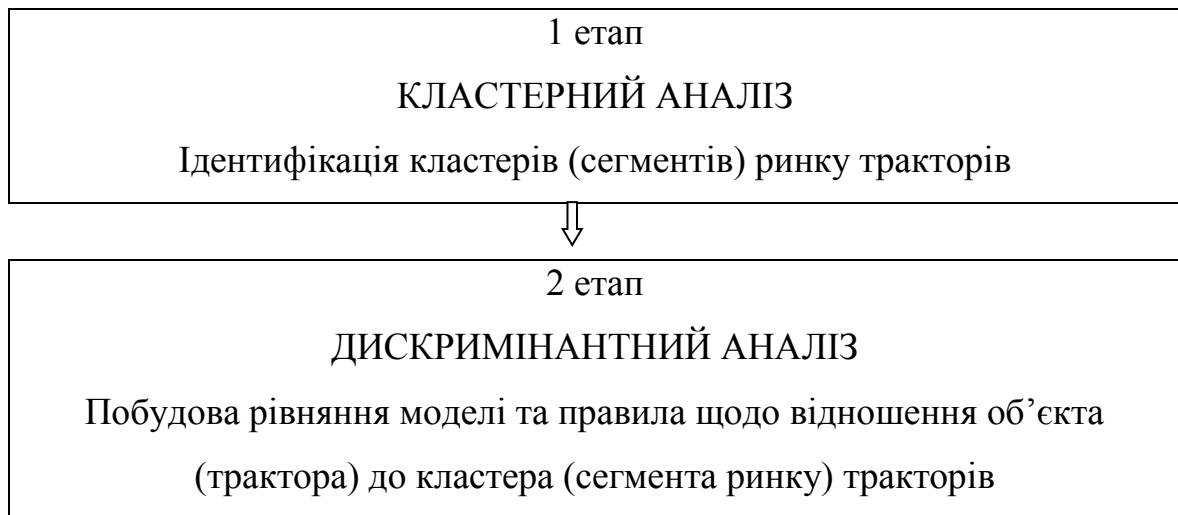 1 етап
КЛАСТЕРНИЙ АНАЛІЗ
Ідентифікація кластерів (сегментів) ринку тракторів
2 етап
ДИСКРИМІНАНТНИЙ АНАЛІЗ
Побудова рівняння моделі та правила щодо відношення об’єкта
(трактора) до кластера (сегмента ринку) тракторів